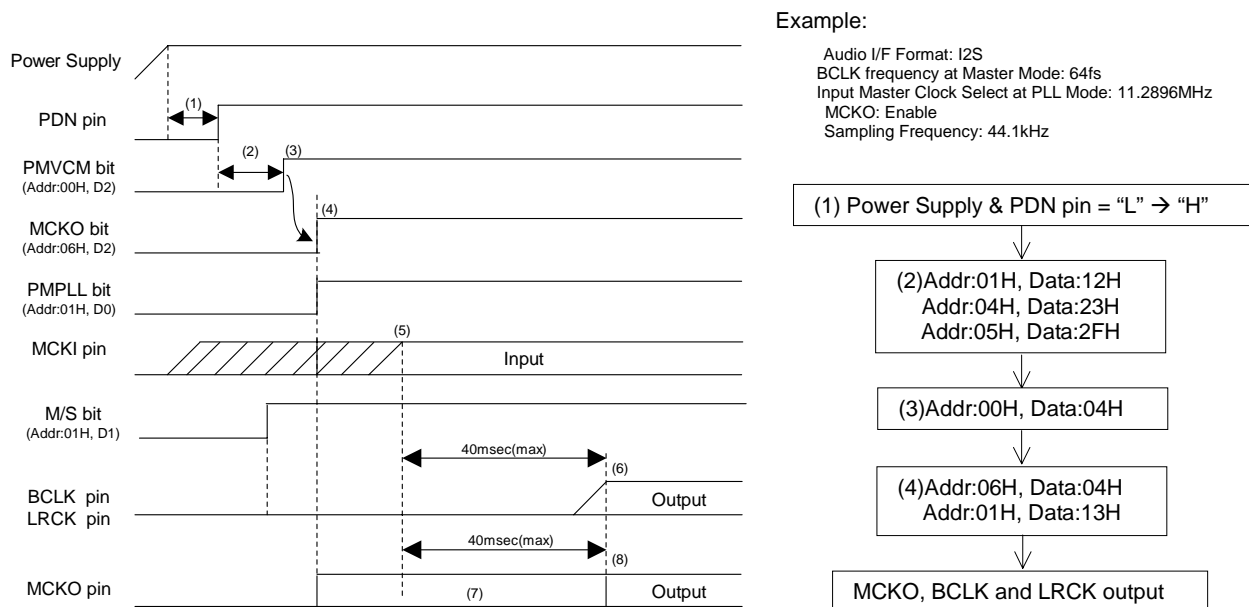 Power Supply
(1)
PDN pin
(2)
(3)
PMVCM bit
(Addr:00H, D2)
(4)
MCKO bit
(Addr:06H, D2)
PMPLL bit
(Addr:01H, D0)
(5)
MCKI pin
Input
M/S bit
(Addr:01H, D1)
40msec(max)
(6)
BCLK pin
LRCK pin
Output
40msec(max)
(8)
MCKO pin
(7)
Output
Example:
Audio I/F Format: I2S
BCLK frequency at Master Mode: 64fs
Input Master Clock Select at PLL Mode: 11.2896MHz
MCKO: Enable
Sampling Frequency: 44.1kHz
(1) Power Supply & PDN pin = “L” → “H”
(2)Addr:01H, Data:12H
Addr:04H, Data:23H
Addr:05H, Data:2FH
(3)Addr:00H, Data:04H
(4)Addr:06H, Data:04H
Addr:01H, Data:13H
MCKO, BCLK and LRCK output